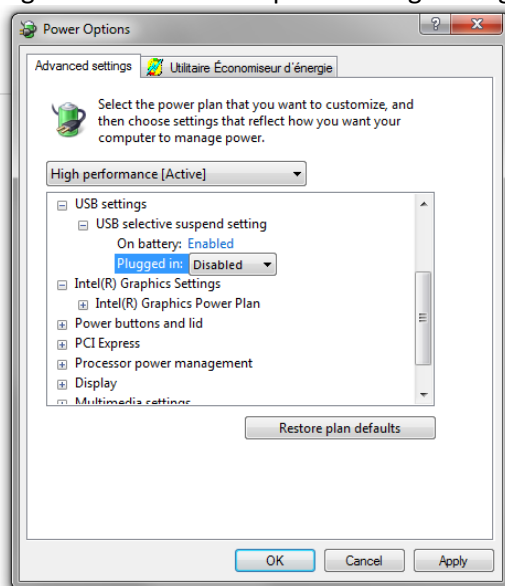 Power Options
Advanced settings
Utilitaire Économiseur d'énergie
Select the power plan that you want to customize, and
then choose settings that reflect how you want your
computer to manage power.
High performance [Active]
USB settings
USB selective suspend setting
On battery: Enabled
Plugged in: Disabled
Intel(R) Graphics Settings
Intel(R) Graphics Power Plan
Power buttons and lid
PCI Express
Processor power management
Display
Multimedia settings
Restore plan defaults
OK
Cancel
Apply